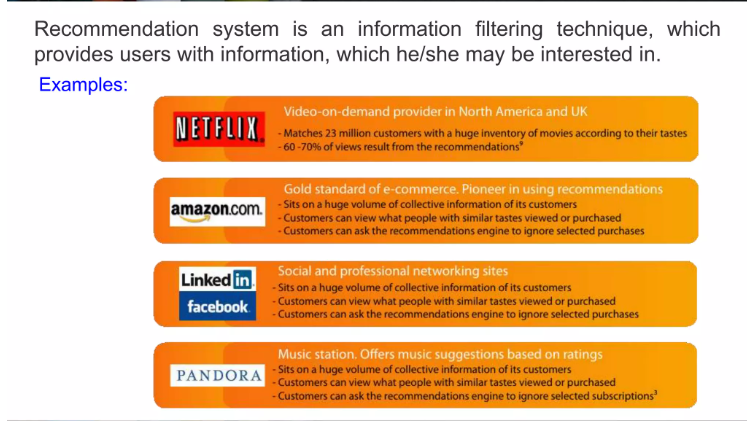 Recommendation system is an information filtering technique, which
provides users with information, which he/she may be interested in.
Examples:
NETFLIX
Video-on-demand provider in North America and UK
- Matches 23 million customers with a huge inventory of movies according to their tastes
- 60 -70% of views result from the recommendations⁹
amazon.com.
Gold standard of e-commerce. Pioneer in using recommendations
- Sits on a huge volume of collective information of its customers
- Customers can view what people with similar tastes viewed or purchased
- Customers can ask the recommendations engine to ignore selected purchases
Linked in
facebook
Social and professional networking sites
- Sits on a huge volume of collective information of its customers
- Customers can view what people with similar tastes viewed or purchased
- Customers can ask the recommendations engine to ignore selected purchases
PANDORA
Music station. Offers music suggestions based on ratings
- Sits on a huge volume of collective information of its customers
- Customers can view what people with similar tastes viewed or purchased
- Customers can ask the recommendations engine to ignore selected subscriptions³